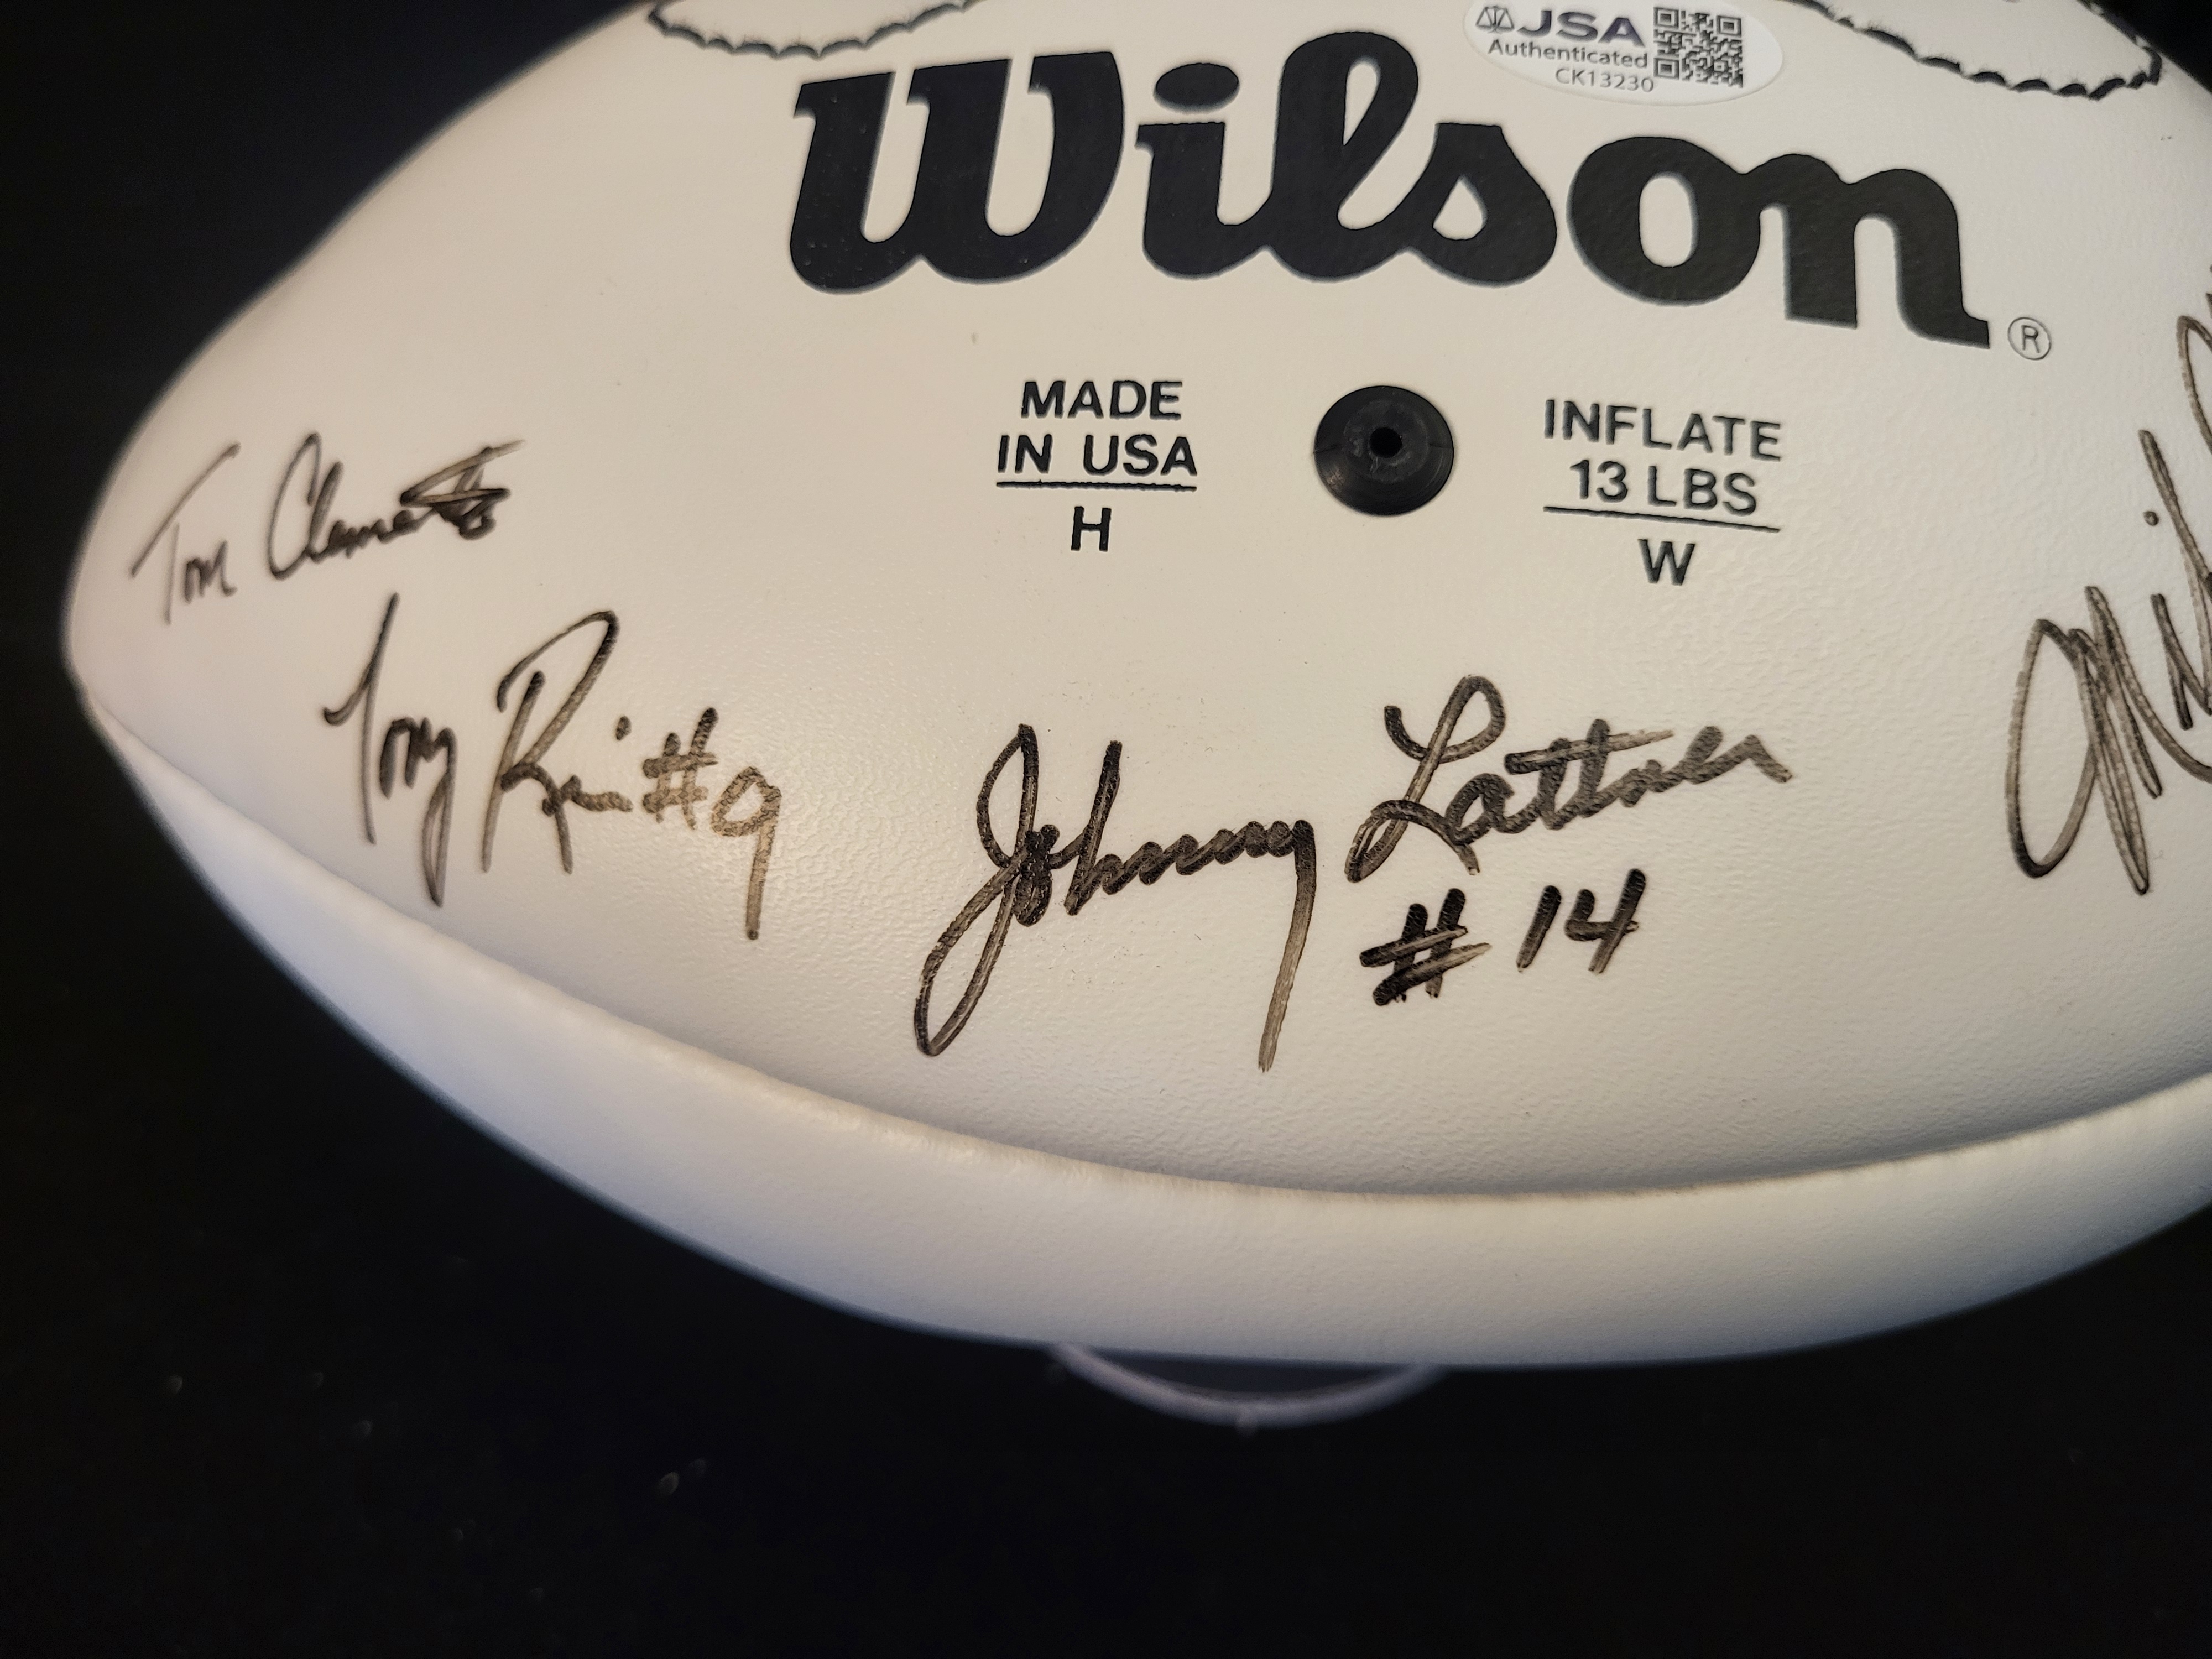 JSA
Authenticated
CK13230
Wilson®
MADE
IN USA
H
INFLATE
13 LBS
W
Tom Clements
Tony Rice #9
Johnny Lattner
#14